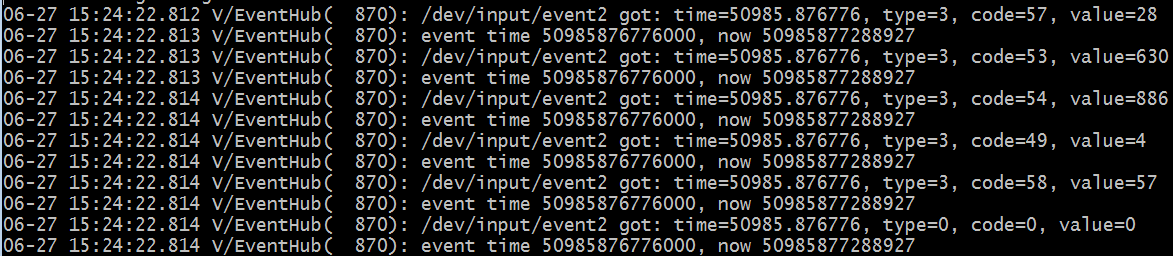 06-27 15:24:22.812 V/EventHub(  870): /dev/input/event2 got: time=50985.876776, type=3, code=57, value=28
06-27 15:24:22.813 V/EventHub(  870): event time 50985876776000, now 50985877288927
06-27 15:24:22.813 V/EventHub(  870): /dev/input/event2 got: time=50985.876776, type=3, code=53, value=630
06-27 15:24:22.813 V/EventHub(  870): event time 50985876776000, now 50985877288927
06-27 15:24:22.814 V/EventHub(  870): /dev/input/event2 got: time=50985.876776, type=3, code=54, value=886
06-27 15:24:22.814 V/EventHub(  870): event time 50985876776000, now 50985877288927
06-27 15:24:22.814 V/EventHub(  870): /dev/input/event2 got: time=50985.876776, type=3, code=49, value=4
06-27 15:24:22.814 V/EventHub(  870): event time 50985876776000, now 50985877288927
06-27 15:24:22.814 V/EventHub(  870): /dev/input/event2 got: time=50985.876776, type=3, code=58, value=57
06-27 15:24:22.814 V/EventHub(  870): event time 50985876776000, now 50985877288927
06-27 15:24:22.814 V/EventHub(  870): /dev/input/event2 got: time=50985.876776, type=0, code=0, value=0
06-27 15:24:22.814 V/EventHub(  870): event time 50985876776000, now 50985877288927